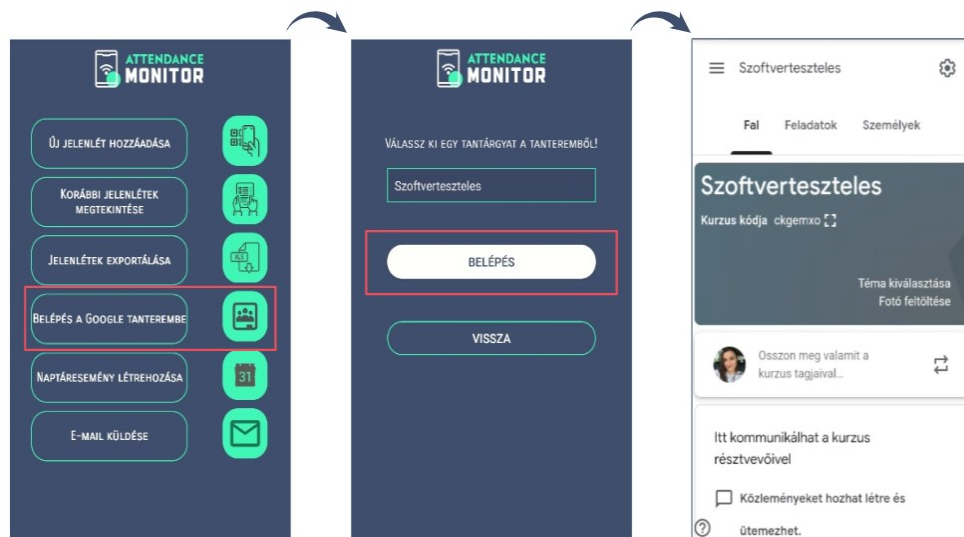 ATTENDANCE
MONITOR
ÚJ JELENLÉT HOZZÁADÁSA
KORÁBBI JELENLÉTEK
MEGTEKINTÉSE
JELENLÉTEK EXPORTÁLÁSA
XLS
BELÉPÉS A GOOGLE TANTEREMBE
NAPTÁRESEMÉNY LÉTREHOZÁSA
31
E-MAIL KÜLDÉSE
ATTENDANCE
MONITOR
VÁLASSZ KI EGY TANTÁRGYAT A TANTEREMBŐL!
Szoftverteszteles
BELÉPÉS
VISSZA
Szoftverteszteles
Fal Feladatok Személyek
Szoftverteszteles
Kurzus kódja ckgemxo
Téma kiválasztása
Fotó feltöltése
Osszon meg valamit a
kurzus tagjaival...
Itt kommunikálhat a kurzus
résztvevőivel
Közleményeket hozhat létre és
ütemezhet.